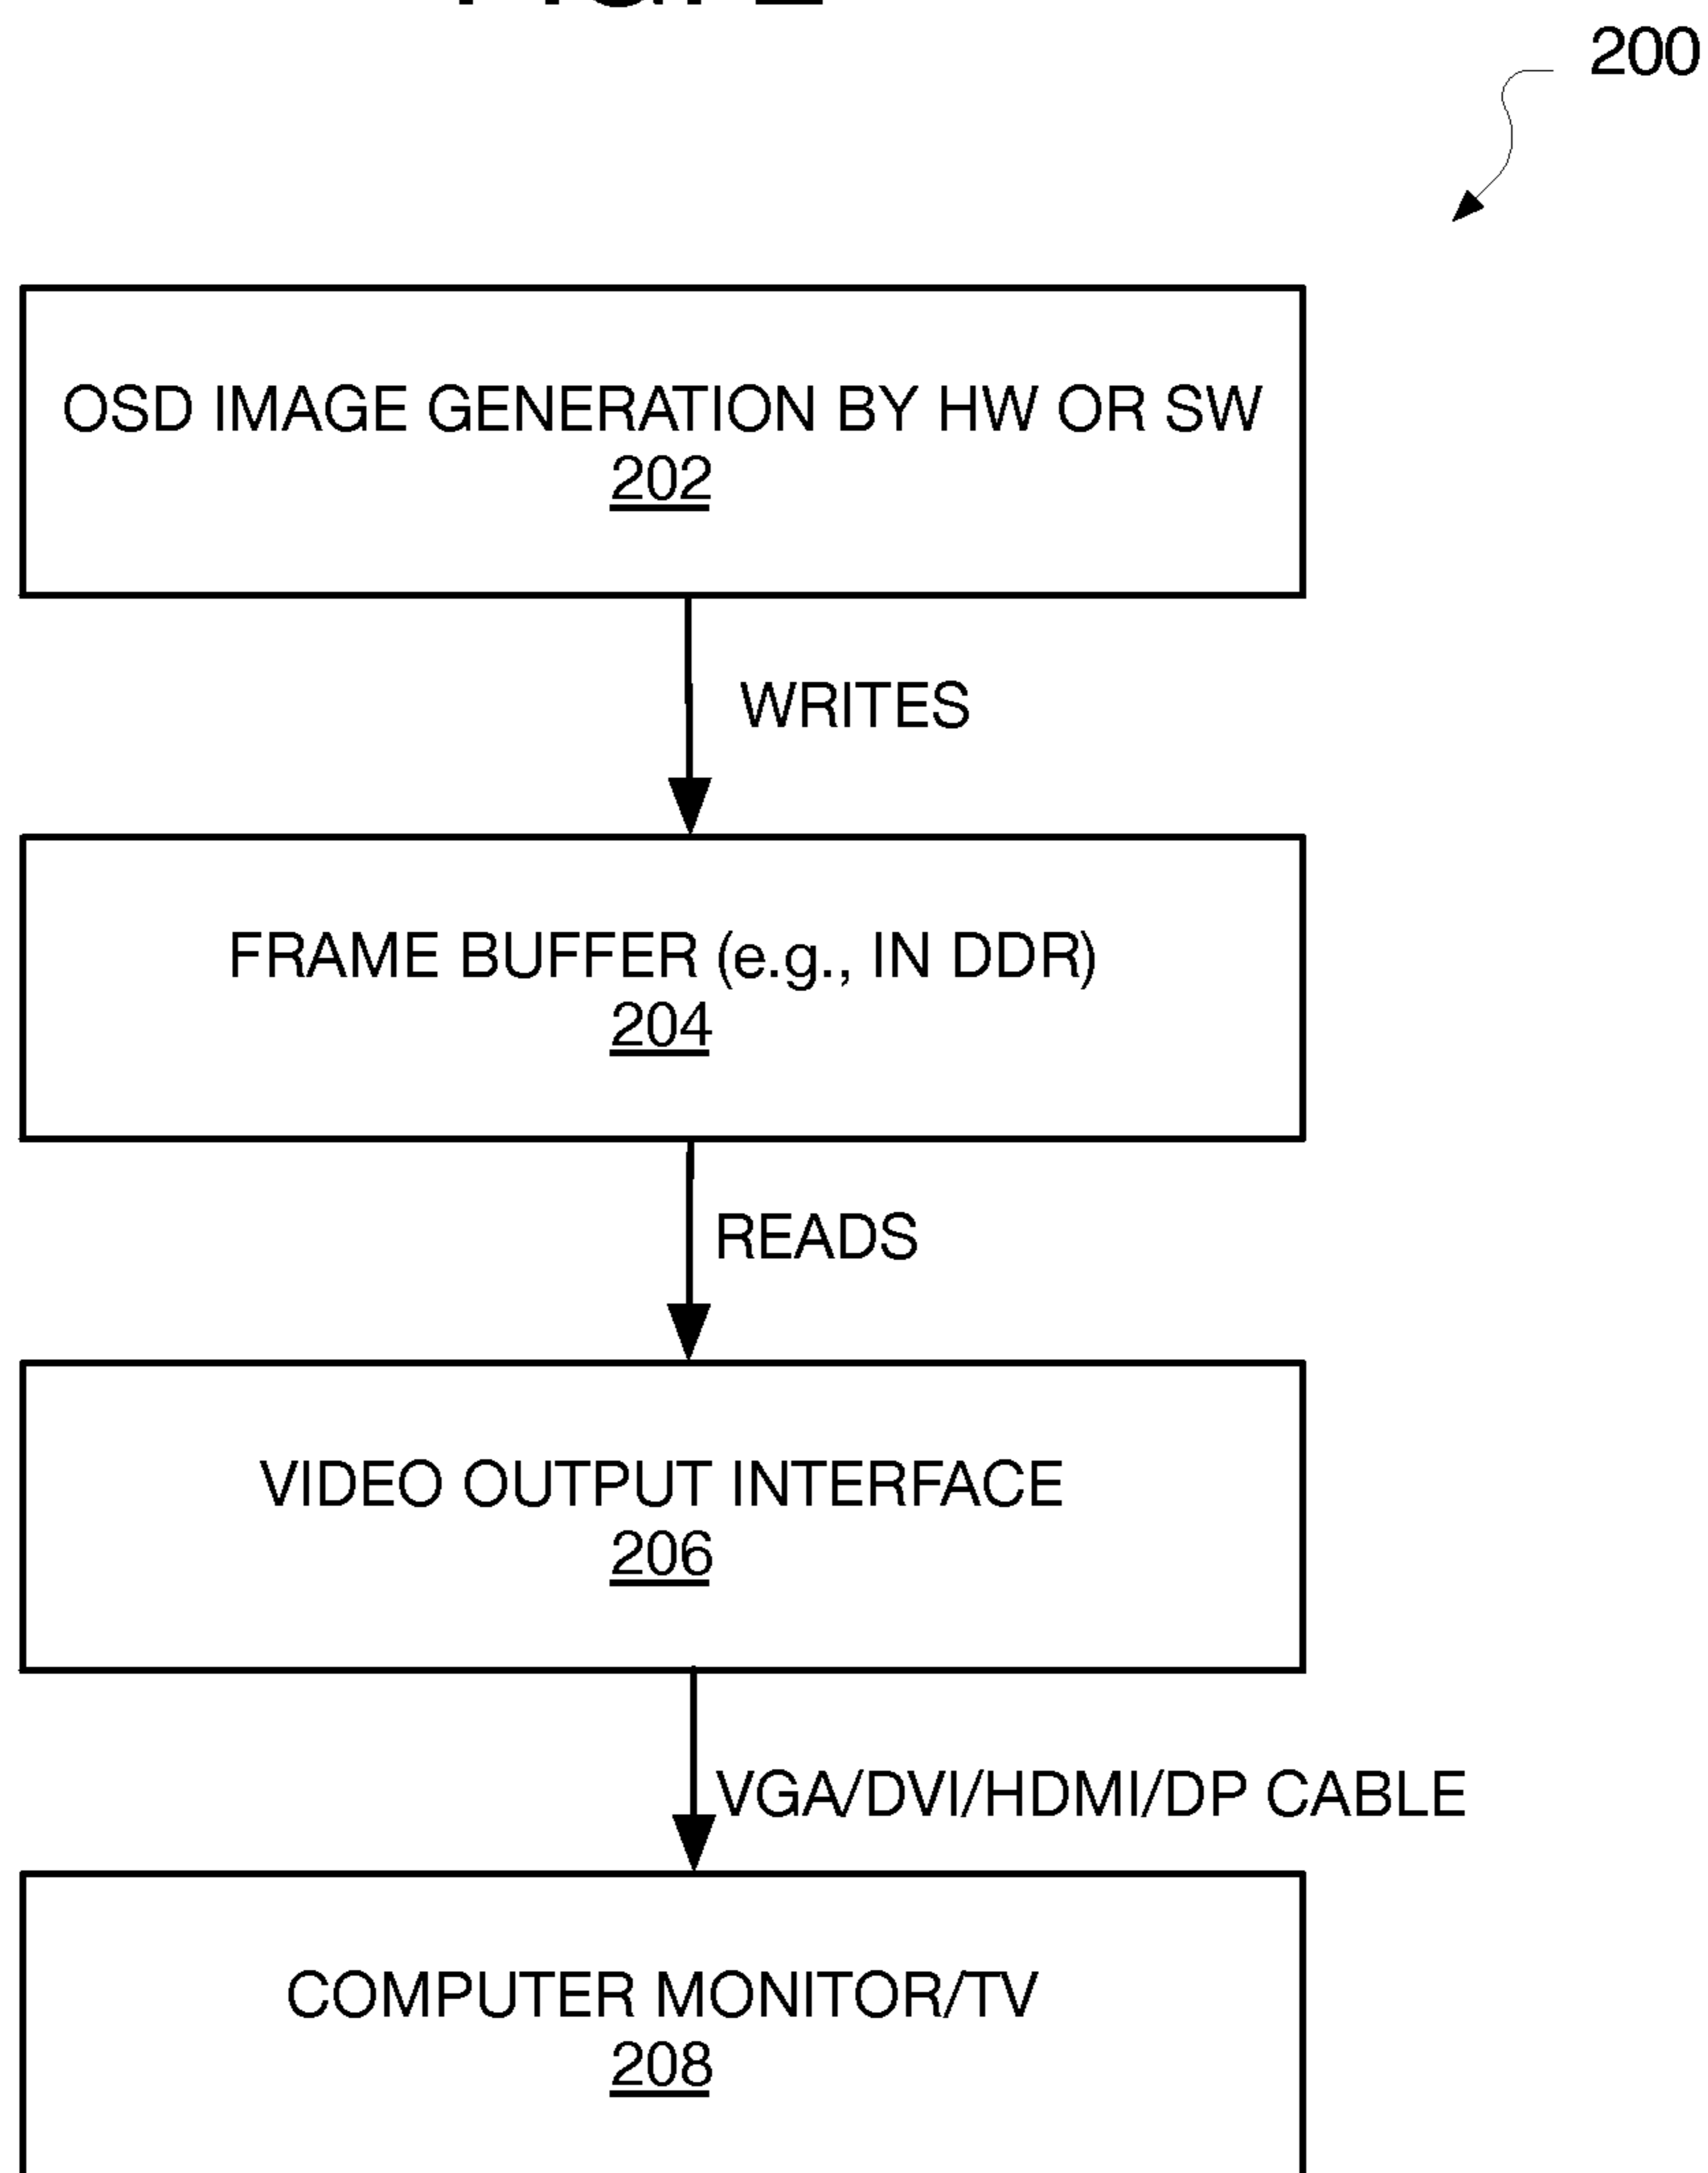 200
OSD IMAGE GENERATION BY HW OR SW
202
WRITES
FRAME BUFFER (e.g., IN DDR)
204
READS
VIDEO OUTPUT INTERFACE
206
VGA/DVI/HDMI/DP CABLE
COMPUTER MONITOR/TV
208